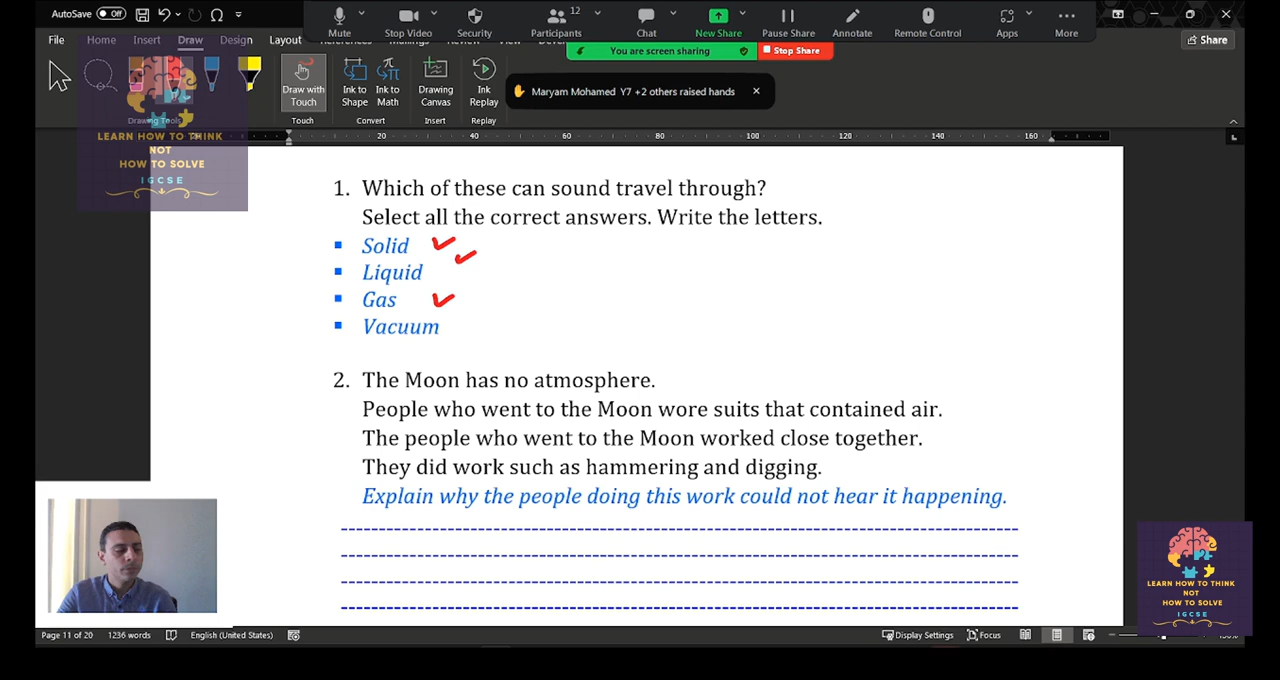 AutoSave Off
Mute
Stop Video
Security
Participants
12
Chat
New Share
Pause Share
Annotate
Remote Control
Apps
More
File Home Insert Draw Design Layout
You are screen sharing
Stop Share
Share
Draw with Touch
Ink to Shape
Ink to Math
Drawing Canvas
Ink Replay
Maryam Mohamed Y7 +2 others raised hands
Drawing Tools
Touch
Convert
Insert
Replay
LEARN HOW TO THINK
NOT
HOW TO SOLVE
IGCSE
20 40 60 80 100 120 140 160
1. Which of these can sound travel through?
Select all the correct answers. Write the letters.
Solid
Liquid
Gas
Vacuum
2. The Moon has no atmosphere.
People who went to the Moon wore suits that contained air.
The people who went to the Moon worked close together.
They did work such as hammering and digging.
Explain why the people doing this work could not hear it happening.
LEARN HOW TO THINK
NOT
HOW TO SOLVE
IGCSE
Page 11 of 20 1236 words English (United States) Display Settings Focus